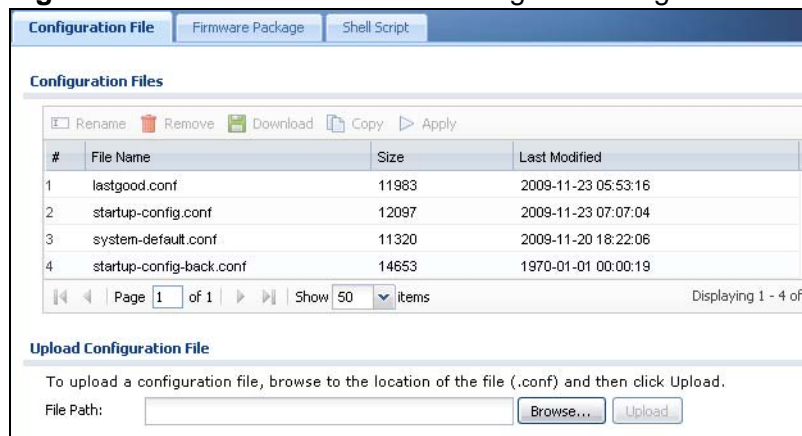 Configuration File Firmware Package Shell Script
Configuration Files
Rename Remove Download Copy Apply
# File Name Size Last Modified
1 lastgood.conf 11983 2009-11-23 05:53:16
2 startup-config.conf 12097 2009-11-23 07:07:04
3 system-default.conf 11320 2009-11-20 18:22:06
4 startup-config-back.conf 14653 1970-01-01 00:00:19
Page 1 of 1 Show 50 items Displaying 1 - 4 of
Upload Configuration File
To upload a configuration file, browse to the location of the file (.conf) and then click Upload.
File Path: Browse... Upload